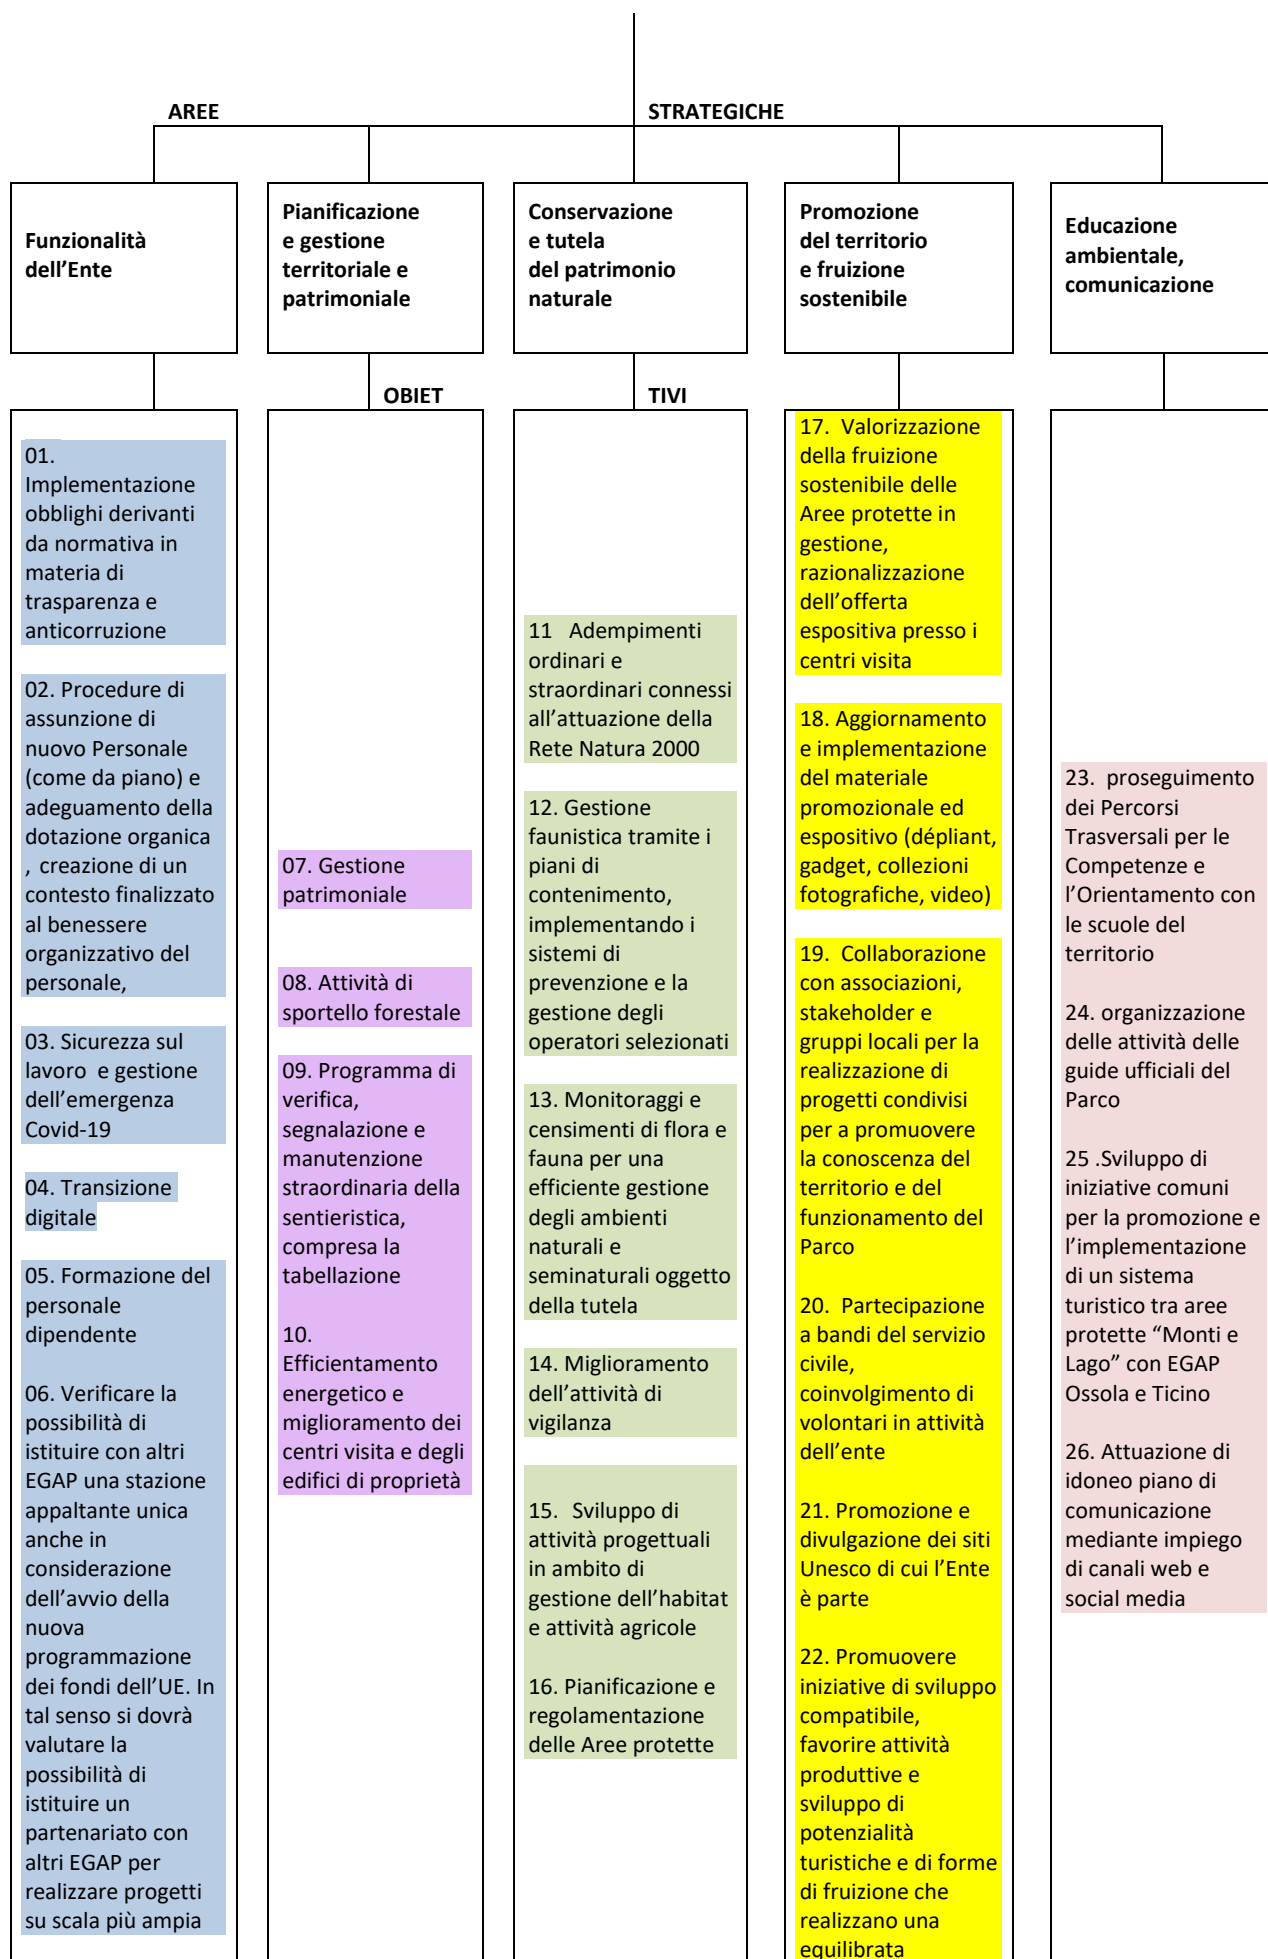 AREE
STRATEGICHE
Funzionalità
dell’Ente
Pianificazione
e gestione
territoriale e
patrimoniale
Conservazione
e tutela
del patrimonio
naturale
Promozione
del territorio
e fruizione
sostenibile
Educazione
ambientale,
comunicazione
OBIET
TIVI
01.
Implementazione
obblighi derivanti
da normativa in
materia di
trasparenza e
anticorruzione
02. Procedure di
assunzione di
nuovo Personale
(come da piano) e
adeguamento della
dotazione organica
, creazione di un
contesto finalizzato
al benessere
organizzativo del
personale,
03. Sicurezza sul
lavoro e gestione
dell’emergenza
Covid-19
04. Transizione
digitale
05. Formazione del
personale
dipendente
06. Verificare la
possibilità di
istituire con altri
EGAP una stazione
appaltante unica
anche in
considerazione
dell’avvio della
nuova
programmazione
dei fondi dell’UE. In
tal senso si dovrà
valutare la
possibilità di
istituire un
partenariato con
altri EGAP per
realizzare progetti
su scala più ampia
07. Gestione
patrimoniale
08. Attività di
sportello forestale
09. Programma di
verifica,
segnalazione e
manutenzione
straordinaria della
sentieristica,
compresa la
tabellazione
10.
Efficientamento
energetico e
miglioramento dei
centri visita e degli
edifici di proprietà
11 Adempimenti
ordinari e
straordinari connessi
all’attuazione della
Rete Natura 2000
12. Gestione
faunistica tramite i
piani di
contenimento,
implementando i
sistemi di
prevenzione e la
gestione degli
operatori selezionati
13. Monitoraggi e
censimenti di flora e
fauna per una
efficiente gestione
degli ambienti
naturali e
seminaturali oggetto
della tutela
14. Miglioramento
dell’attività di
vigilanza
15. Sviluppo di
attività progettuali
in ambito di
gestione dell’habitat
e attività agricole
16. Pianificazione e
regolamentazione
delle Aree protette
17. Valorizzazione
della fruizione
sostenibile delle
Aree protette in
gestione,
razionalizzazione
dell’offerta
espositiva presso i
centri visita
18. Aggiornamento
e implementazione
del materiale
promozionale ed
espositivo (dépliant,
gadget, collezioni
fotografiche, video)
19. Collaborazione
con associazioni,
stakeholder e
gruppi locali per la
realizzazione di
progetti condivisi
per a promuovere
la conoscenza del
territorio e del
funzionamento del
Parco
20. Partecipazione
a bandi del servizio
civile,
coinvolgimento di
volontari in attività
dell’ente
21. Promozione e
divulgazione dei siti
Unesco di cui l’Ente
è parte
22. Promuovere
iniziative di sviluppo
compatibile,
favorire attività
produttive e
sviluppo di
potenzialità
turistiche e di forme
di fruizione che
realizzano una
equilibrata
23. proseguimento
dei Percorsi
Trasversali per le
Competenze e
l’Orientamento con
le scuole del
territorio
24. organizzazione
delle attività delle
guide ufficiali del
Parco
25 .Sviluppo di
iniziative comuni
per la promozione e
l’implementazione
di un sistema
turistico tra aree
protette “Monti e
Lago” con EGAP
Ossola e Ticino
26. Attuazione di
idoneo piano di
comunicazione
mediante impiego
di canali web e
social media